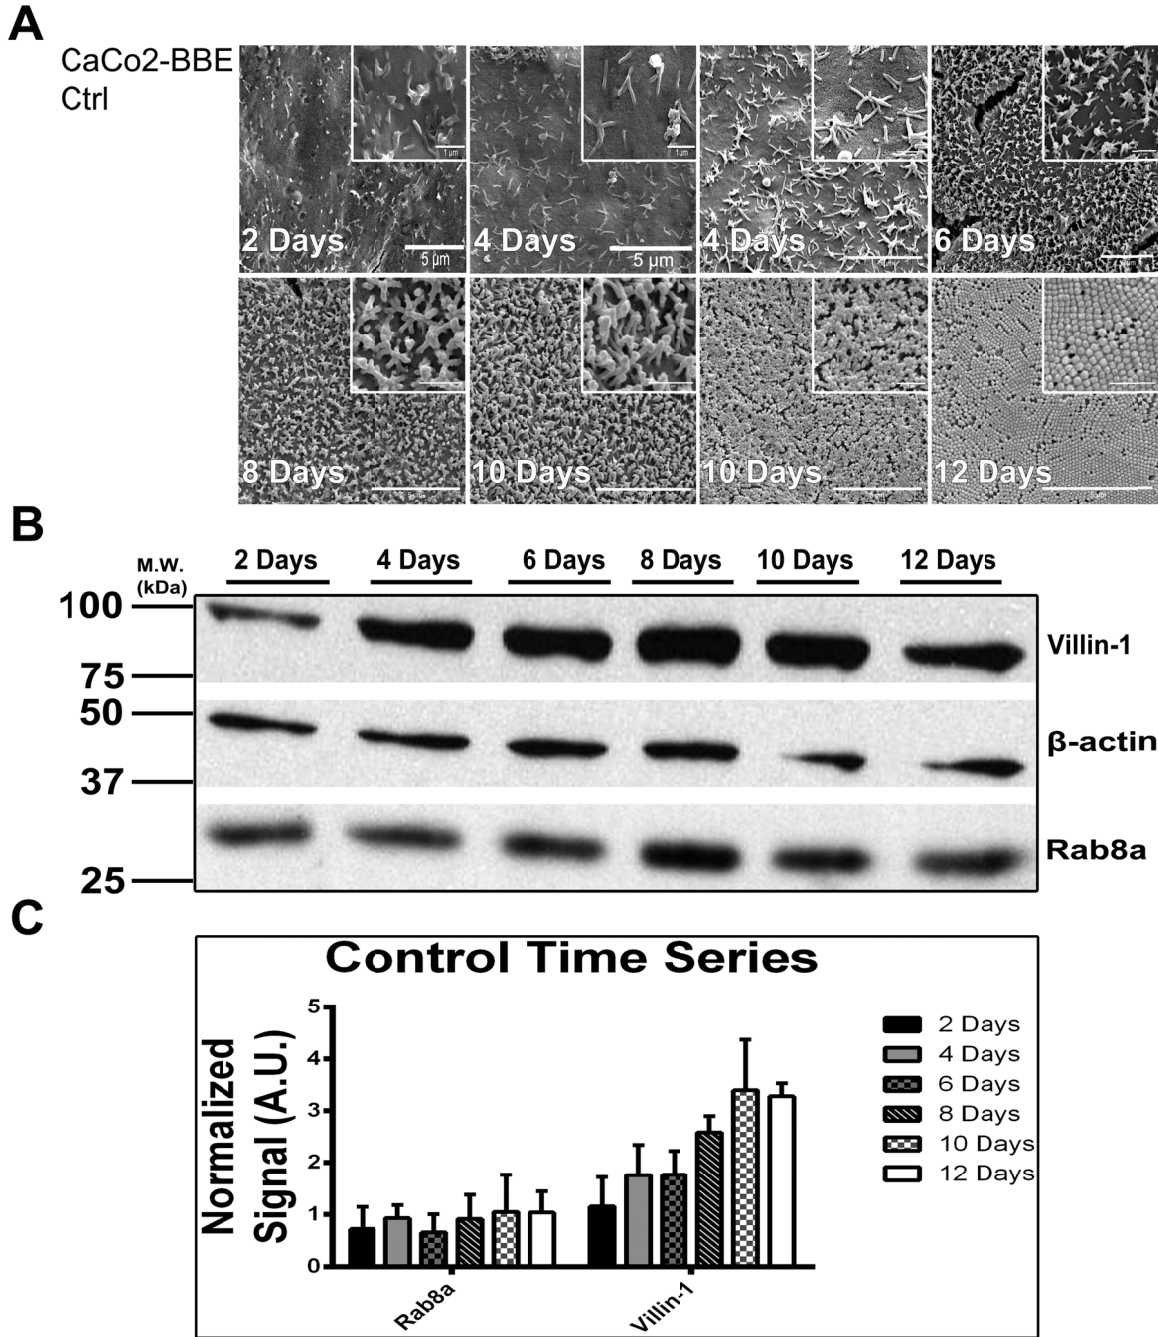 A
CaCo2-BBE
Ctrl
1 µm
1 µm
2 Days
5 µm
4 Days
5 µm
4 Days
6 Days
8 Days
10 Days
10 Days
12 Days
B
M.W.
(kDa)
2 Days
4 Days
6 Days
8 Days
10 Days
12 Days
100
75
50
37
25
Villin-1
β-actin
Rab8a
C
Control Time Series
Normalized
Signal (A.U.)
5
4
3
2
1
0
Rab8a
Villin-1
2 Days
4 Days
6 Days
8 Days
10 Days
12 Days